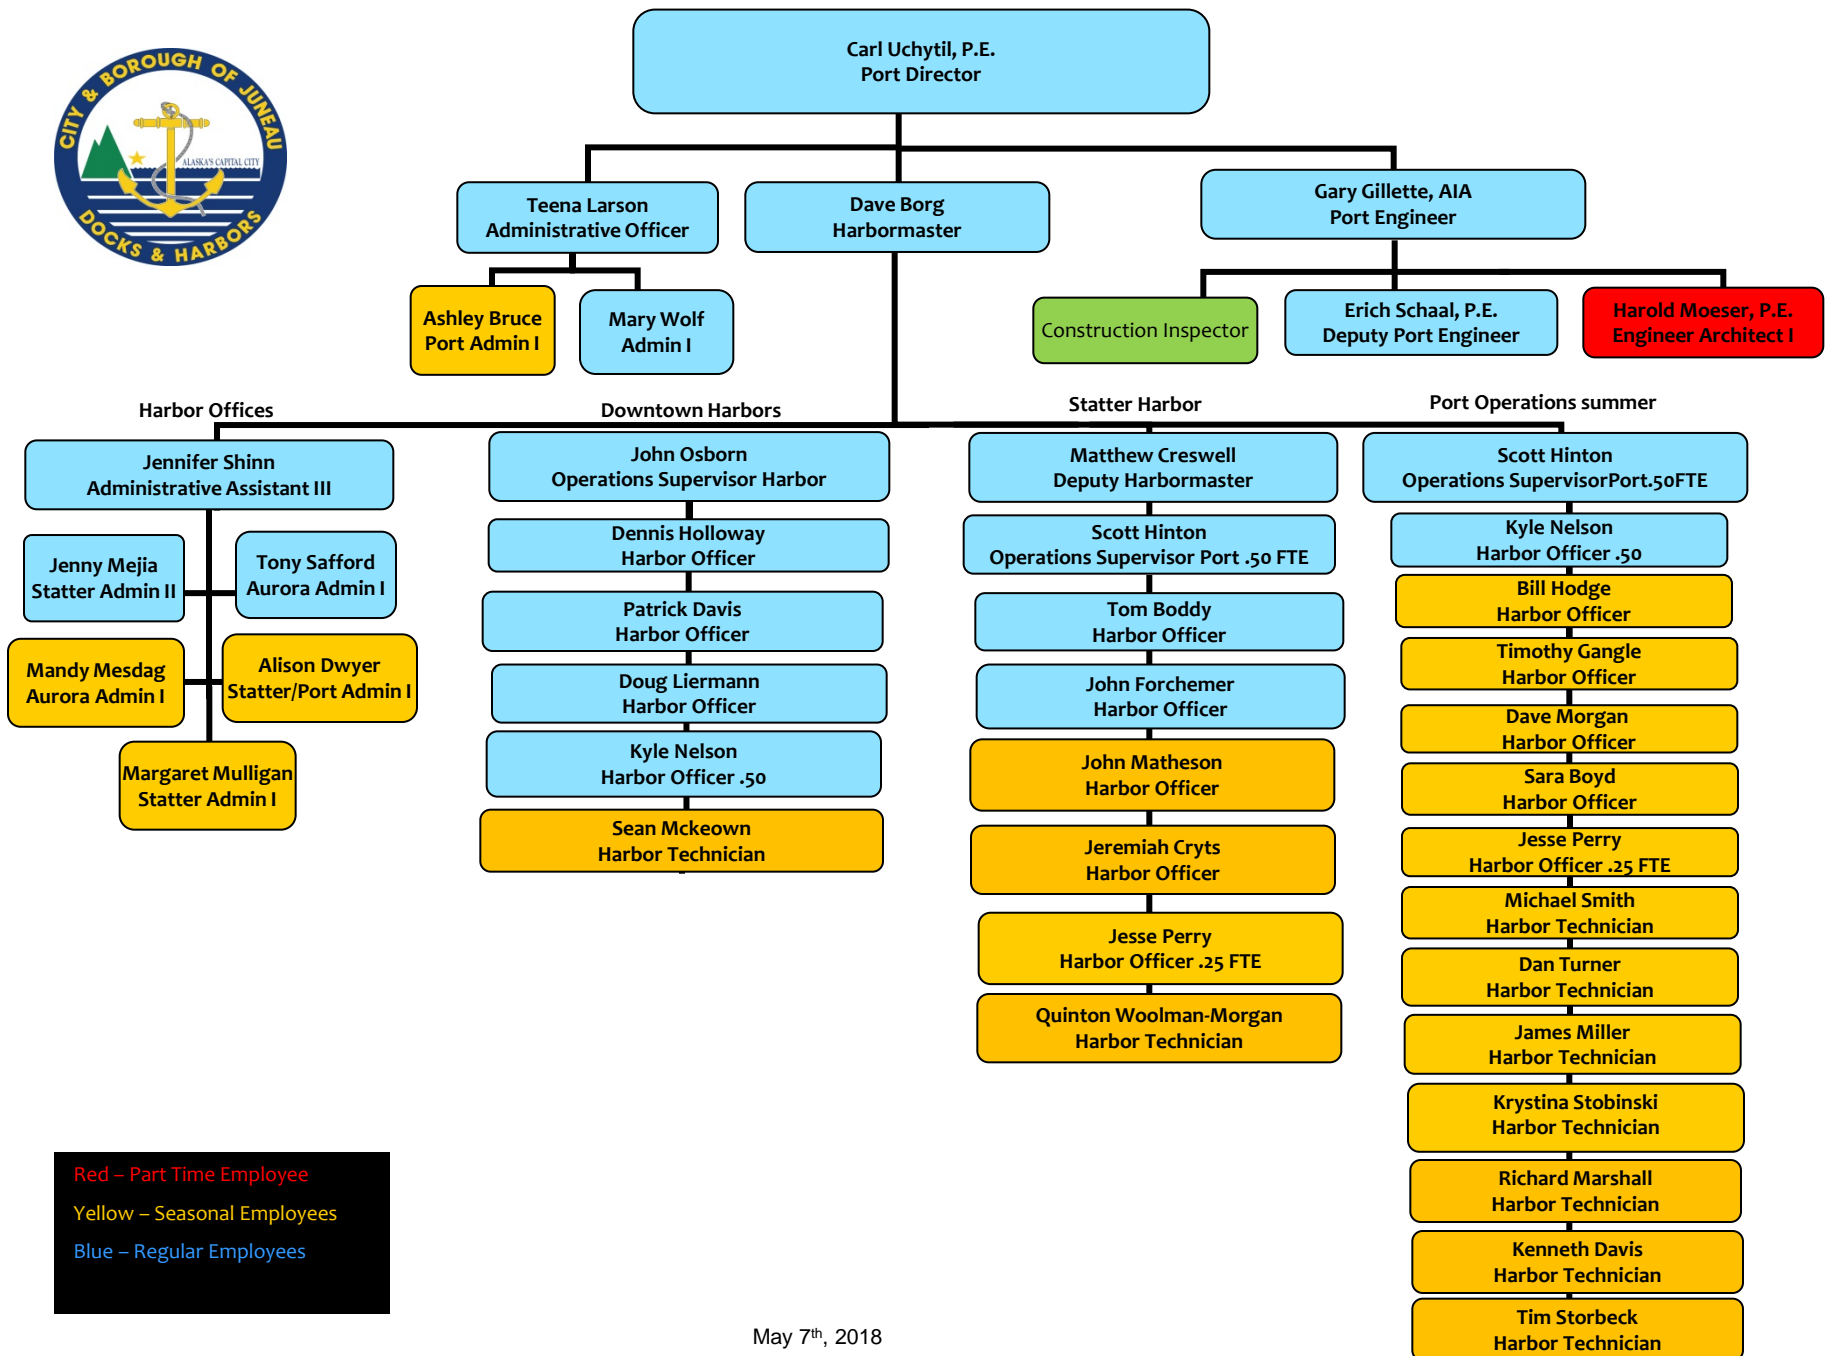 CITY & BOROUGH OF JUNEAU
ALASKA'S CAPITAL CITY
DOCKS & HARBORS
Carl Uchytil, P.E.
Port Director
Teena Larson
Administrative Officer
Dave Borg
Harbormaster
Gary Gillette, AIA
Port Engineer
Ashley Bruce
Port Admin I
Mary Wolf
Admin I
Construction Inspector
Erich Schaal, P.E.
Deputy Port Engineer
Harold Moeser, P.E.
Engineer Architect I
Harbor Offices
Jennifer Shinn
Administrative Assistant III
Jenny Mejia
Statter Admin II
Tony Safford
Aurora Admin I
Mandy Mesdag
Aurora Admin I
Alison Dwyer
Statter/Port Admin I
Margaret Mulligan
Statter Admin I
Downtown Harbors
John Osborn
Operations Supervisor Harbor
Dennis Holloway
Harbor Officer
Patrick Davis
Harbor Officer
Doug Liermann
Harbor Officer
Kyle Nelson
Harbor Officer .50
Sean Mckeown
Harbor Technician
Statter Harbor
Matthew Creswell
Deputy Harbormaster
Scott Hinton
Operations Supervisor Port .50 FTE
Tom Boddy
Harbor Officer
John Forchemer
Harbor Officer
John Matheson
Harbor Officer
Jeremiah Cryts
Harbor Officer
Jesse Perry
Harbor Officer .25 FTE
Quinton Woolman-Morgan
Harbor Technician
Port Operations summer
Scott Hinton
Operations SupervisorPort.50FTE
Kyle Nelson
Harbor Officer .50
Bill Hodge
Harbor Officer
Timothy Gangle
Harbor Officer
Dave Morgan
Harbor Officer
Sara Boyd
Harbor Officer
Jesse Perry
Harbor Officer .25 FTE
Michael Smith
Harbor Technician
Dan Turner
Harbor Technician
James Miller
Harbor Technician
Krystina Stobinski
Harbor Technician
Richard Marshall
Harbor Technician
Kenneth Davis
Harbor Technician
Tim Storbeck
Harbor Technician
Red – Part Time Employee
Yellow – Seasonal Employees
Blue – Regular Employees
May 7th, 2018